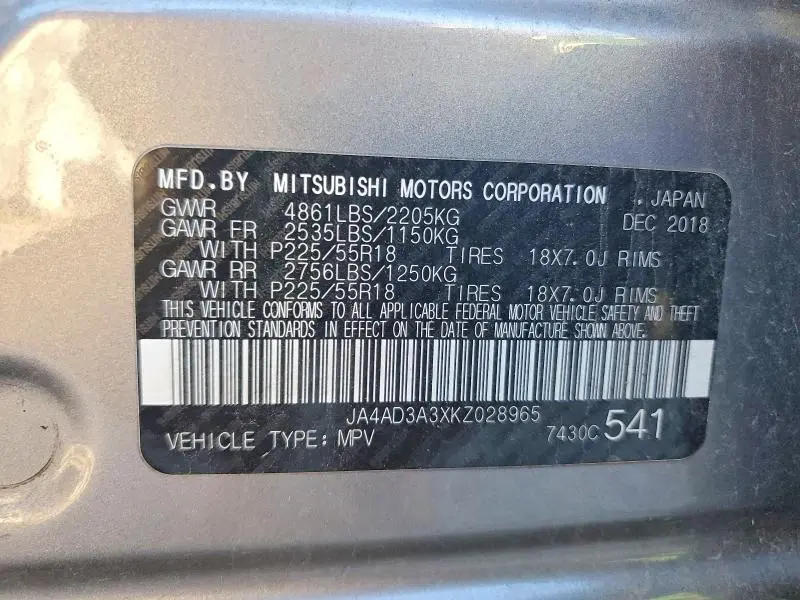 MFD.BY MITSUBISHI MOTORS CORPORATION . JAPAN
GVWR 4861LBS/2205KG DEC 2018
GAWR FR 2535LBS/1150KG
WITH P225/55R18 TIRES 18X7.0J RIMS
GAWR RR 2756LBS/1250KG
WITH P225/55R18 TIRES 18X7.0J RIMS
THIS VEHICLE CONFORMS TO ALL APPLICABLE FEDERAL MOTOR VEHICLE SAFETY AND THEFT
PREVENTION STANDARDS IN EFFECT ON THE DATE OF MANUFACTURE SHOWN ABOVE.
JA4AD3A3XKZ028965
VEHICLE TYPE: MPV 7430C 541